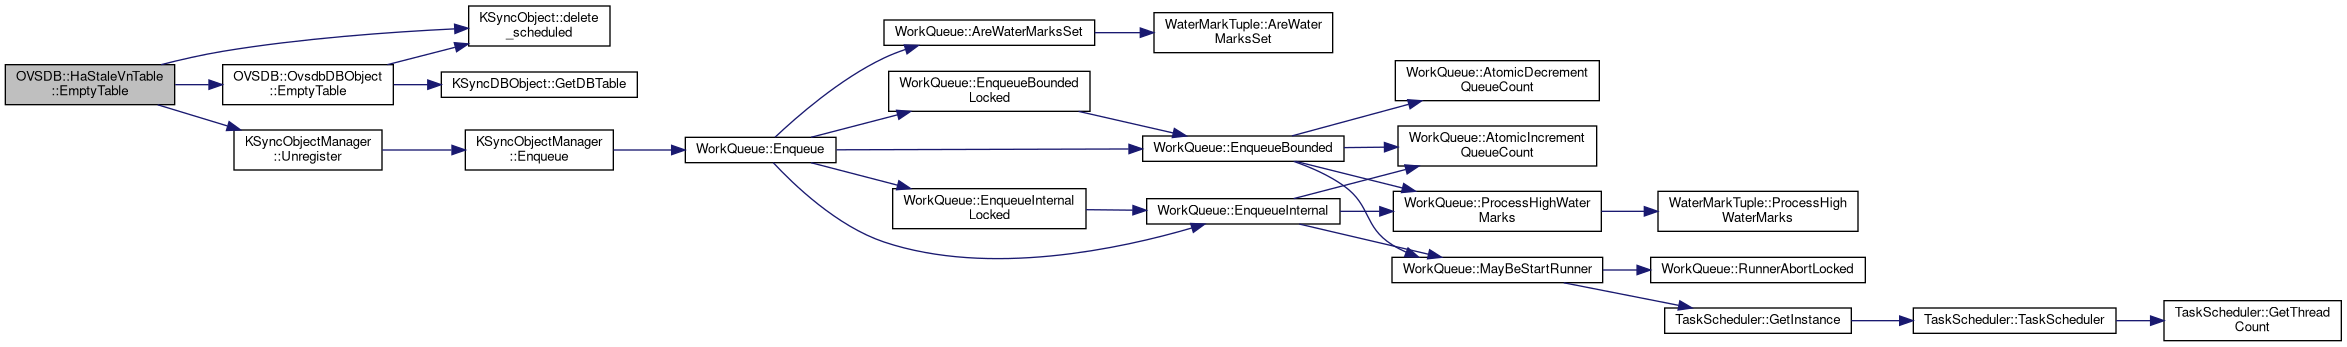 OVSDB::HaStaleVnTable
::EmptyTable
KSyncObject::delete
_scheduled
OVSDB::OvsdbDBObject
::EmptyTable
KSyncDBObject::GetDBTable
KSyncObjectManager
::Unregister
KSyncObjectManager
::Enqueue
WorkQueue::Enqueue
WorkQueue::AreWaterMarksSet
WaterMarkTuple::AreWater
MarksSet
WorkQueue::EnqueueBounded
Locked
WorkQueue::EnqueueBounded
WorkQueue::EnqueueInternal
Locked
WorkQueue::EnqueueInternal
WorkQueue::AtomicDecrement
QueueCount
WorkQueue::AtomicIncrement
QueueCount
WorkQueue::ProcessHighWater
Marks
WaterMarkTuple::ProcessHigh
WaterMarks
WorkQueue::MayBeStartRunner
WorkQueue::RunnerAbortLocked
TaskScheduler::GetInstance
TaskScheduler::TaskScheduler
TaskScheduler::GetThread
Count